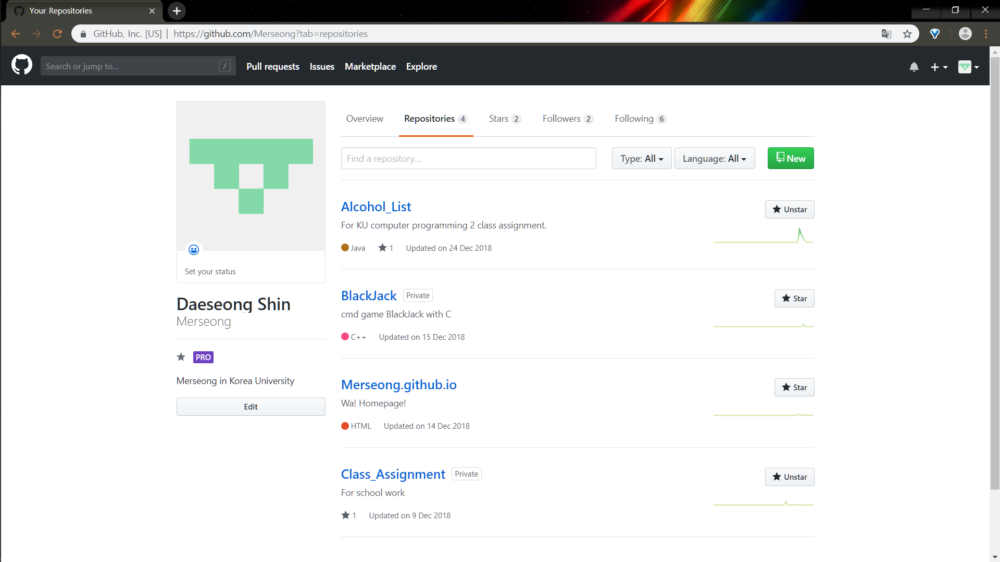 Your Repositories
GitHub, Inc. [US] | https://github.com/Merseong?tab=repositories
Search or jump to... /
Pull requests Issues Marketplace Explore
Overview Repositories 4 Stars 2 Followers 2 Following 6
Find a repository... Type: All Language: All New
Alcohol_List Unstar
For KU computer programming 2 class assignment.
Java 1 Updated on 24 Dec 2018
Set your status
BlackJack Private Star
cmd game BlackJack with C
C++ Updated on 15 Dec 2018
Daeseong Shin
Merseong
PRO
Merseong in Korea University
Edit
Merseong.github.io Star
Wa! Homepage!
HTML Updated on 14 Dec 2018
Class_Assignment Private Unstar
For school work
1 Updated on 9 Dec 2018